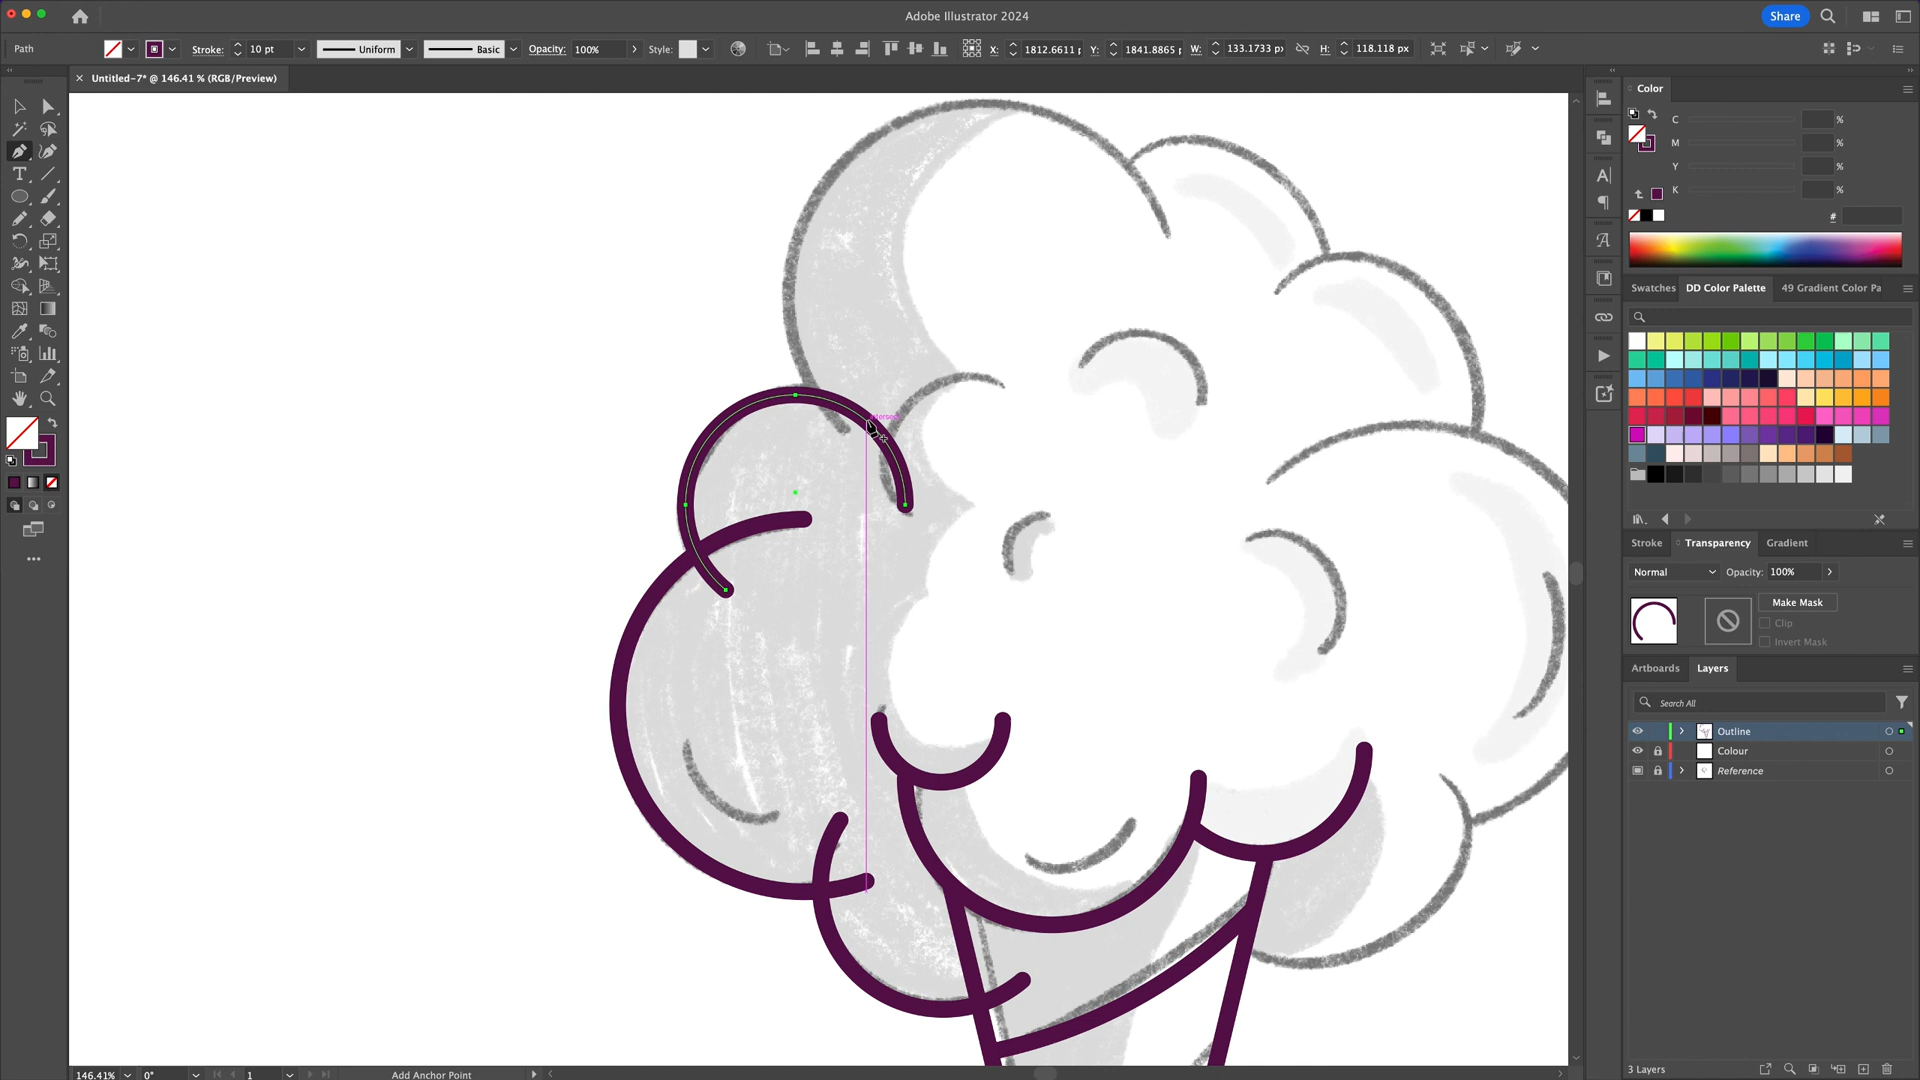 Adobe Illustrator 2024
Share
Path
Stroke:
10 pt
Uniform
Basic
Opacity:
100%
Style:
X:
1812.6611 p
Y:
1841.8865 p
W:
133.1733 px
H:
118.118 px
Untitled-7* @ 146.41 % (RGB/Preview)
Color
C
%
M
%
Y
%
K
%
#
Swatches
DD Color Palette
49 Gradient Color Pa
Stroke
Transparency
Gradient
Normal
Opacity:
100%
Make Mask
Clip
Invert Mask
Artboards
Layers
Search All
Outline
Colour
Reference
3 Layers
146.41%
0°
1
Add Anchor Point